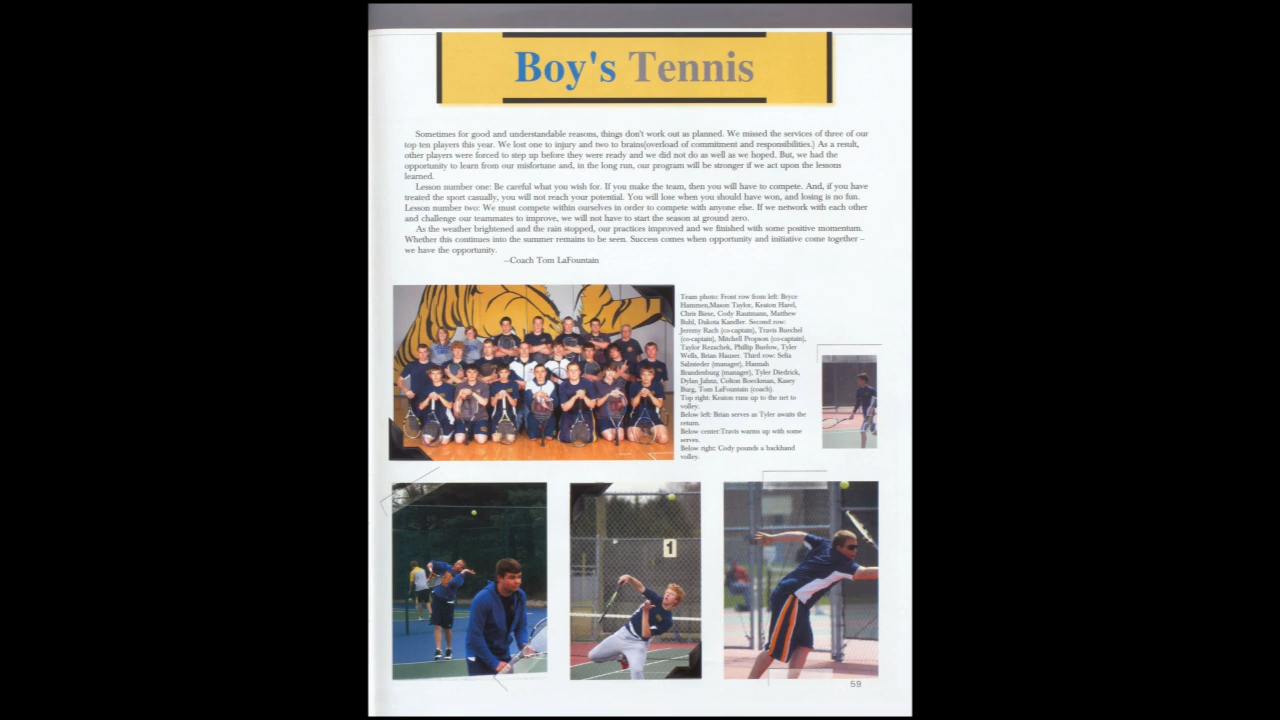 Boy's Tennis
Sometimes for good and understandable reasons, things don't work out as planned. We missed the services of three of our
top ten players this year. We lost one to injury and two to brains(overload of commitment and responsibilities.) As a result,
other players were forced to step up before they were ready and we did not do as well as we hoped. But, we had the
opportunity to learn from our misfortune and, in the long run, our program will be stronger if we act upon the lessons
learned.
Lesson number one: Be careful what you wish for. If you make the team, then you will have to compete. And, if you have
treated the sport casually, you will not reach your potential. You will lose when you should have won, and losing is no fun.
Lesson number two: We must compete within ourselves in order to compete with anyone else. If we network with each other
and challenge our teammates to improve, we will not have to start the season at ground zero.
As the weather brightened and the rain stopped, our practices improved and we finished with some positive momentum.
Whether this continues into the summer remains to be seen. Success comes when opportunity and initiative come together –
we have the opportunity.
~Coach Tom LaFountain
Team photo: Front row from left: Bryce
Hammen,Mason Taylor, Keaton Harel,
Chris Biese, Cody Rautmann, Matthew
Buhl, Dakota Kandler. Second row:
Jeremy Rach (co-captain), Travis Buechel
(co-captain), Mitchell Propson (co-captain),
Taylor Rezachek, Phillip Buelow, Tyler
Wells, Brian Hauser. Third row: Selia
Salzsieder (manager), Hannah
Brandenburg (manager), Tyler Diedrick,
Dylan Jahnz, Colton Boeckman, Kasey
Burg, Tom LaFountain (coach).
Top right: Keaton runs up to the net to
volley.
Below left: Brian serves as Tyler awaits the
return.
Below center:Travis warms up with some
serves.
Below right: Cody pounds a backhand
volley.
1
59